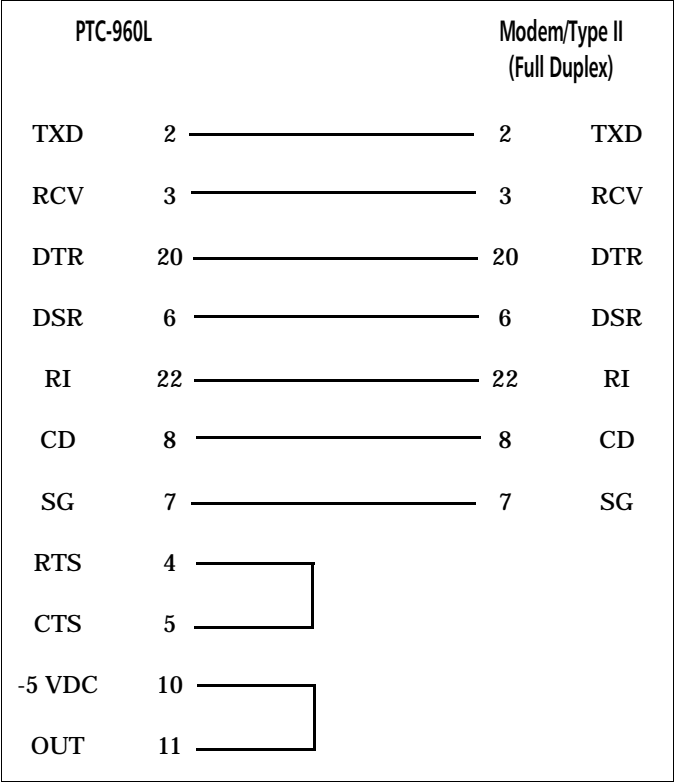 PTC-960L Modem/Type II
(Full Duplex)
TXD 2 2 TXD
RCV 3 3 RCV
DTR 20 20 DTR
DSR 6 6 DSR
RI 22 22 RI
CD 8 8 CD
SG 7 7 SG
RTS 4
CTS 5
-5 VDC 10
OUT 11